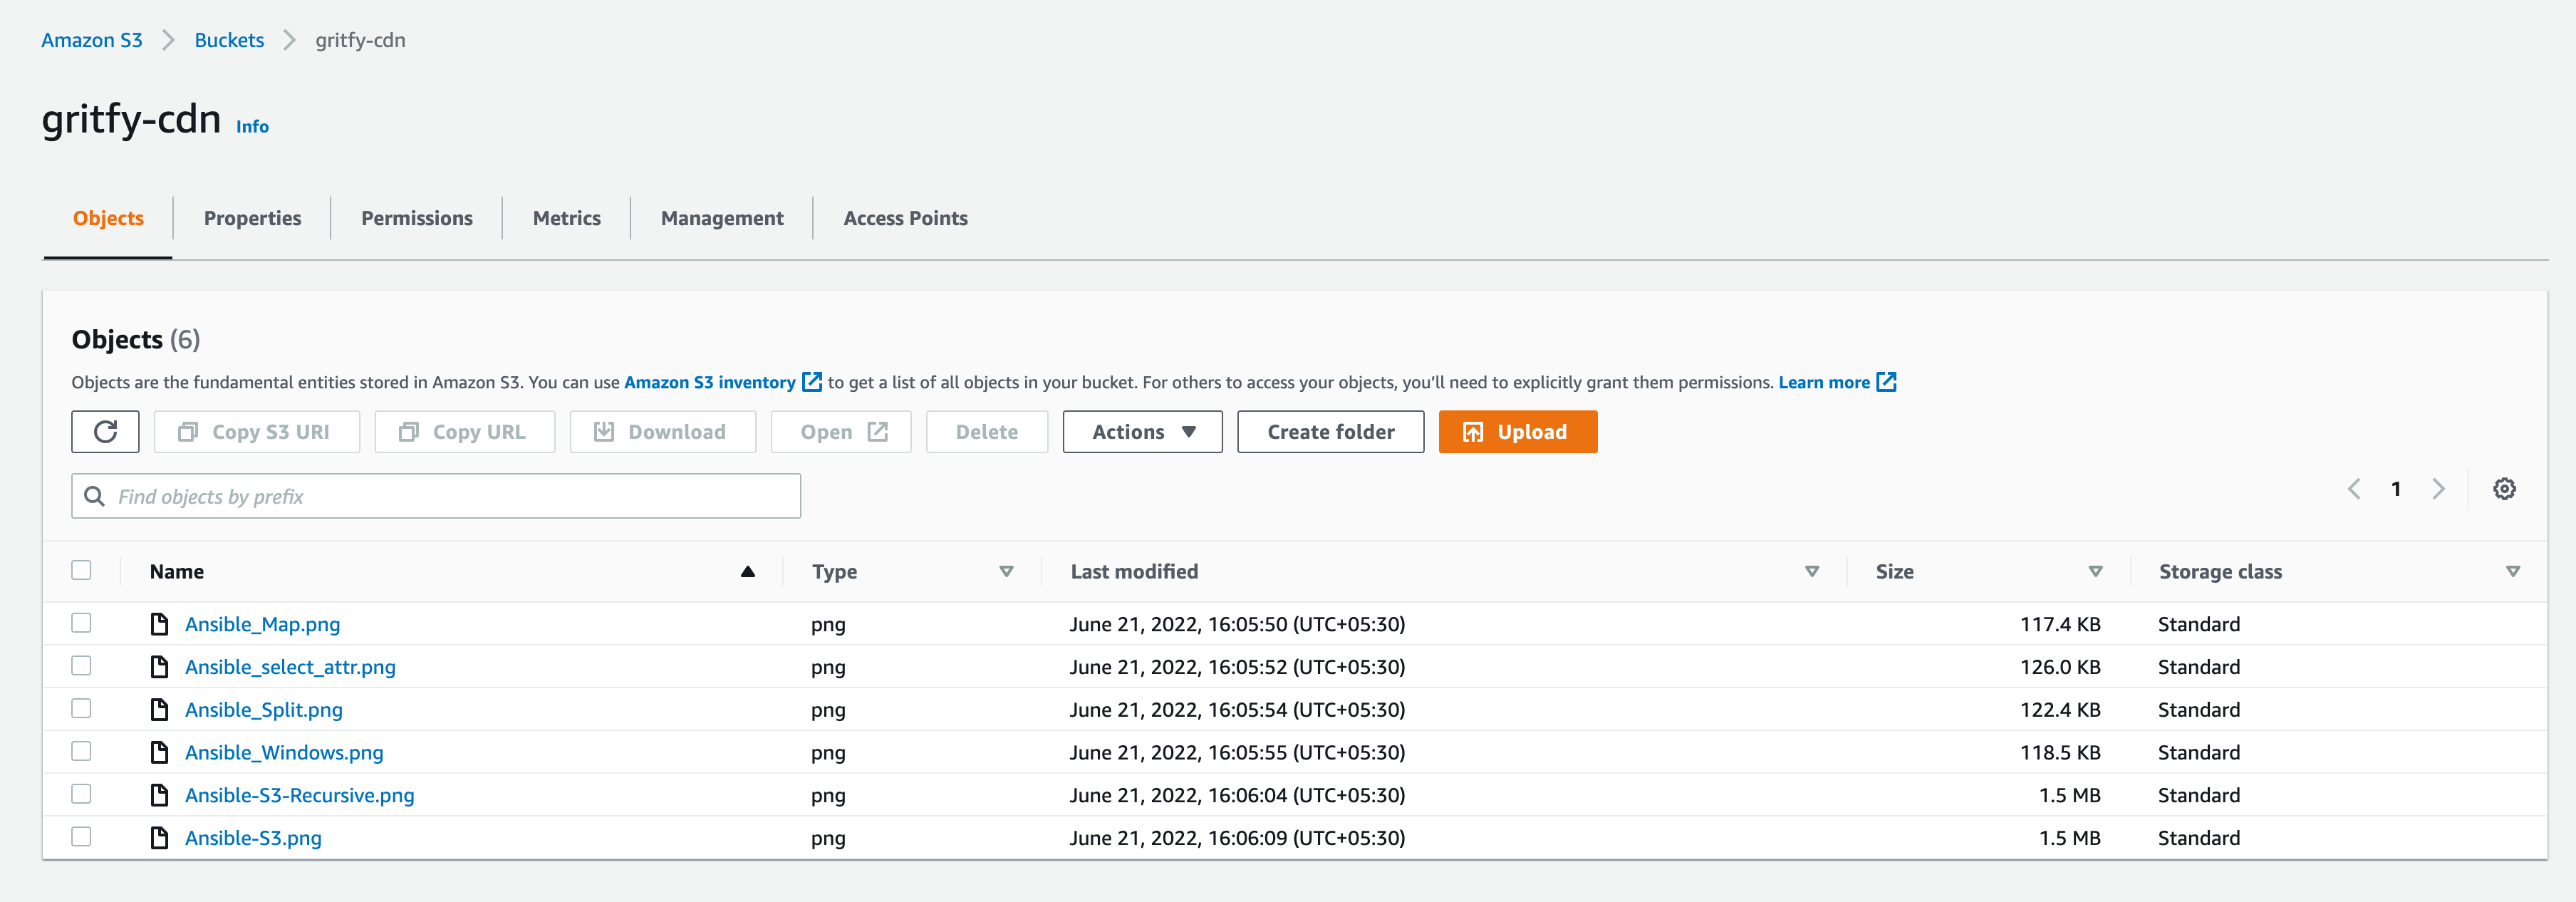 Amazon S3 > Buckets > gritfy-cdn
gritfy-cdn Info
Objects Properties Permissions Metrics Management Access Points
Objects (6)
Objects are the fundamental entities stored in Amazon S3. You can use Amazon S3 inventory to get a list of all objects in your bucket. For others to access your objects, you’ll need to explicitly grant them permissions. Learn more
Copy S3 URI Copy URL Download Open Delete Actions Create folder Upload
Find objects by prefix 1
Name Type Last modified Size Storage class
Ansible_Map.png png June 21, 2022, 16:05:50 (UTC+05:30) 117.4 KB Standard
Ansible_select_attr.png png June 21, 2022, 16:05:52 (UTC+05:30) 126.0 KB Standard
Ansible_Split.png png June 21, 2022, 16:05:54 (UTC+05:30) 122.4 KB Standard
Ansible_Windows.png png June 21, 2022, 16:05:55 (UTC+05:30) 118.5 KB Standard
Ansible-S3-Recursive.png png June 21, 2022, 16:06:04 (UTC+05:30) 1.5 MB Standard
Ansible-S3.png png June 21, 2022, 16:06:09 (UTC+05:30) 1.5 MB Standard